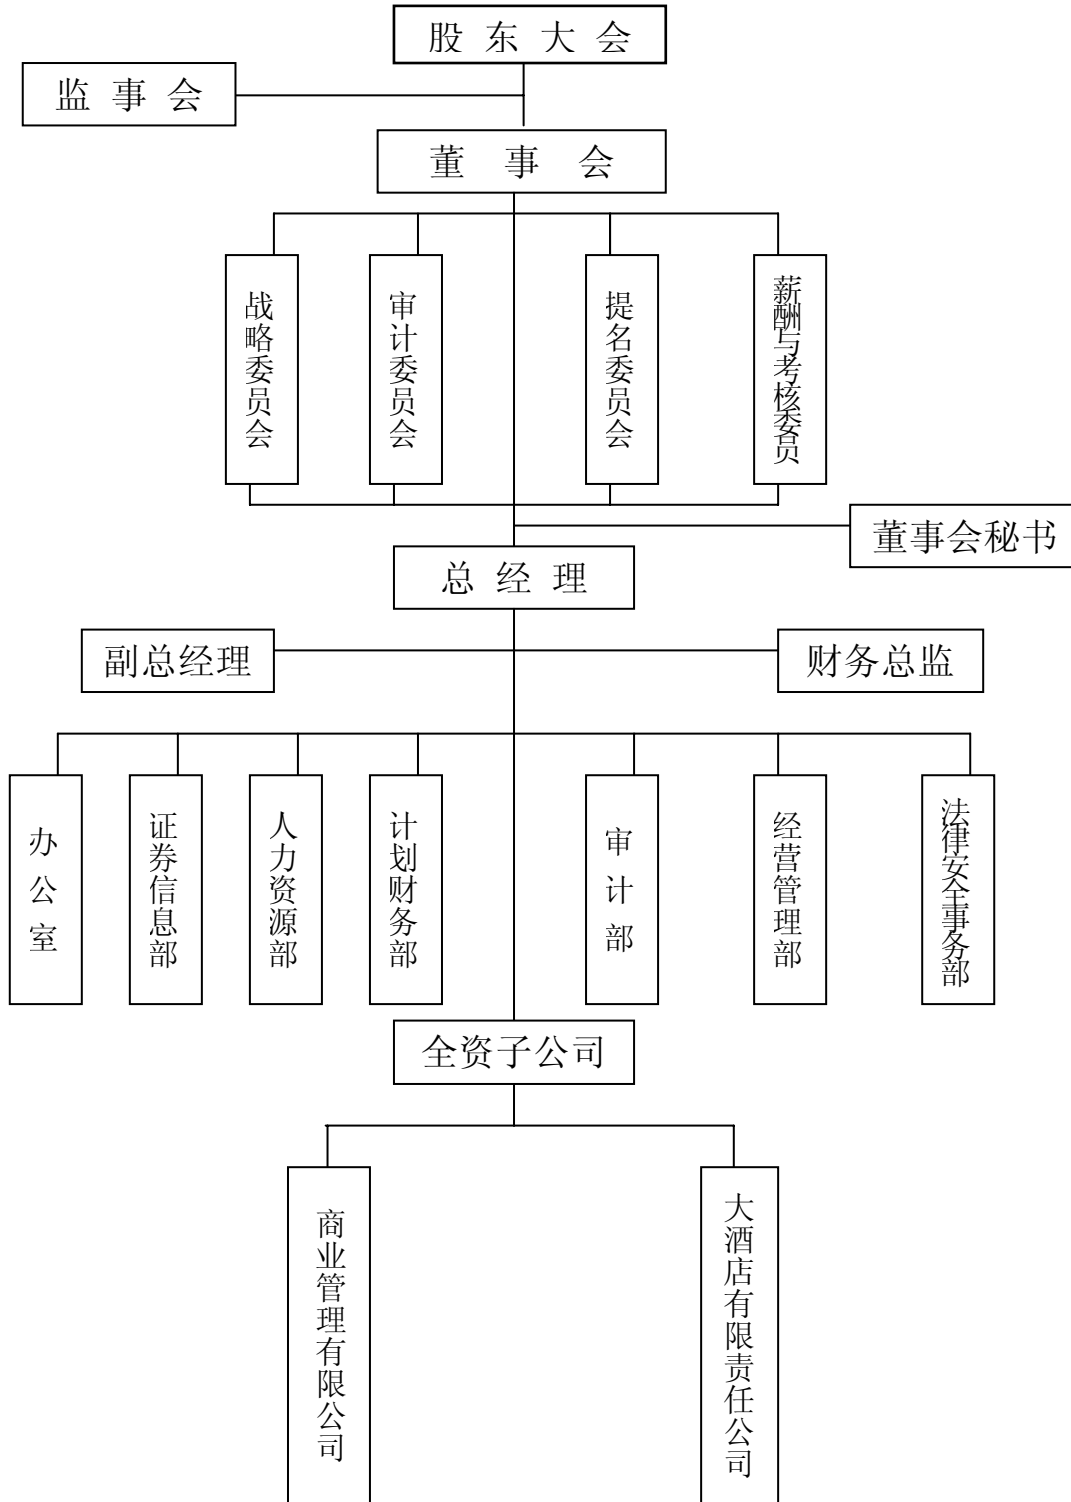 股 东 大 会
监 事 会
董 事 会
战略委员会
审计委员会
提名委员会
薪酬与考核委员
董事会秘书
总 经 理
副总经理
财务总监
办公室
证券信息部
人力资源部
计划财务部
审计部
经营管理部
法律安全事务部
全资子公司
商业管理有限公司
大酒店有限责任公司